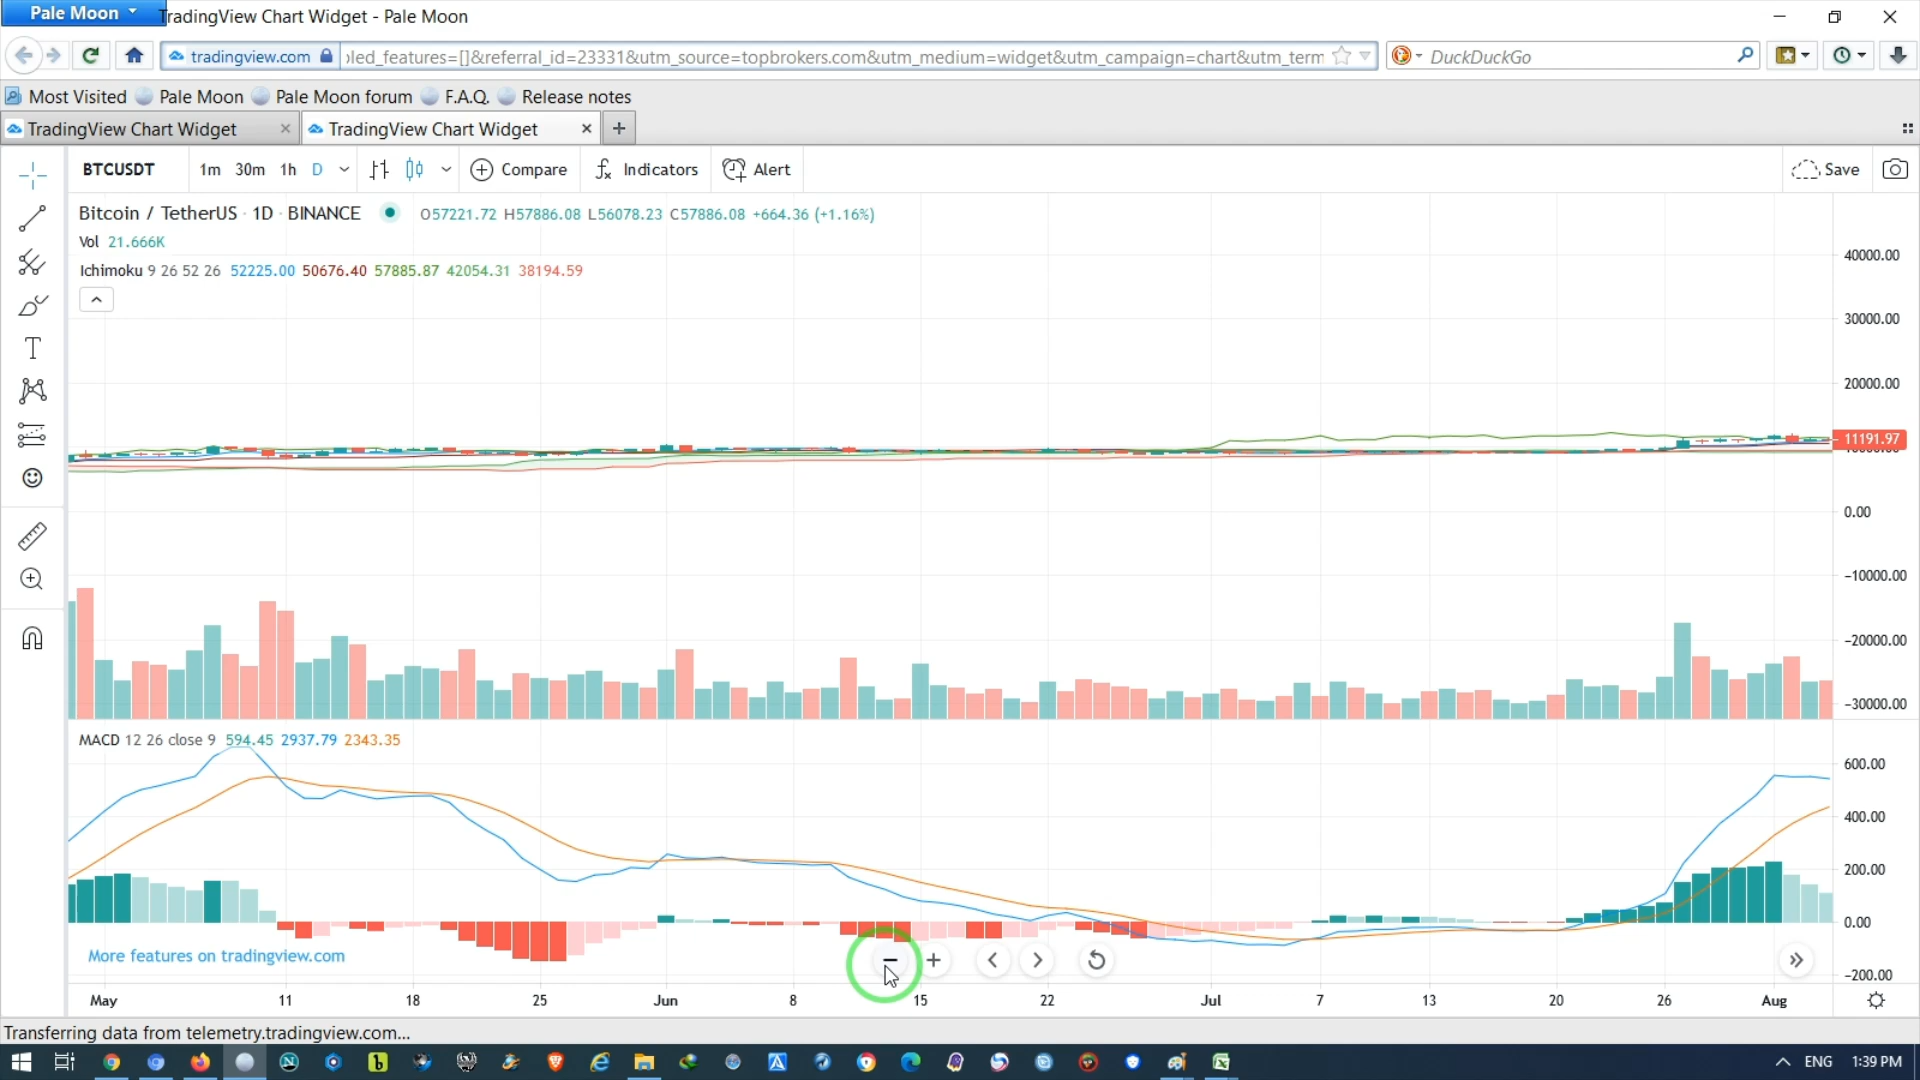 Pale Moon TradingView Chart Widget - Pale Moon
tradingview.com led_features=[]&referral_id=23331&utm_source=topbrokers.com&utm_medium=widget&utm_campaign=chart&utm_term DuckDuckGo
Most Visited Pale Moon Pale Moon forum F.A.Q. Release notes
TradingView Chart Widget TradingView Chart Widget
BTCUSDT 1m 30m 1h D Compare Indicators Alert Save
Bitcoin / TetherUS · 1D · BINANCE O57221.72 H57886.08 L56078.23 C57886.08 +664.36 (+1.16%)
Vol 21.666K
40000.00
Ichimoku 9 26 52 26 52225.00 50676.40 57885.87 42054.31 38194.59
30000.00
20000.00
11191.97
10000.00
0.00
−10000.00
−20000.00
−30000.00
MACD 12 26 close 9 594.45 2937.79 2343.35
600.00
400.00
200.00
0.00
More features on tradingview.com
−200.00
May 11 18 25 Jun 8 15 22 Jul 7 13 20 26 Aug
Transferring data from telemetry.tradingview.com...
ENG 1:39 PM